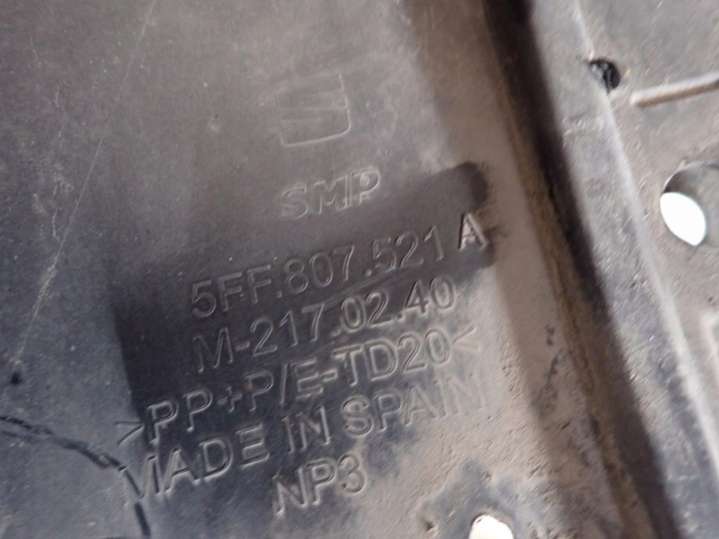 SMP
5FF.807.521 A
M-217.02.40
>PP+P/E-TD20<
MADE IN SPAIN
NP3